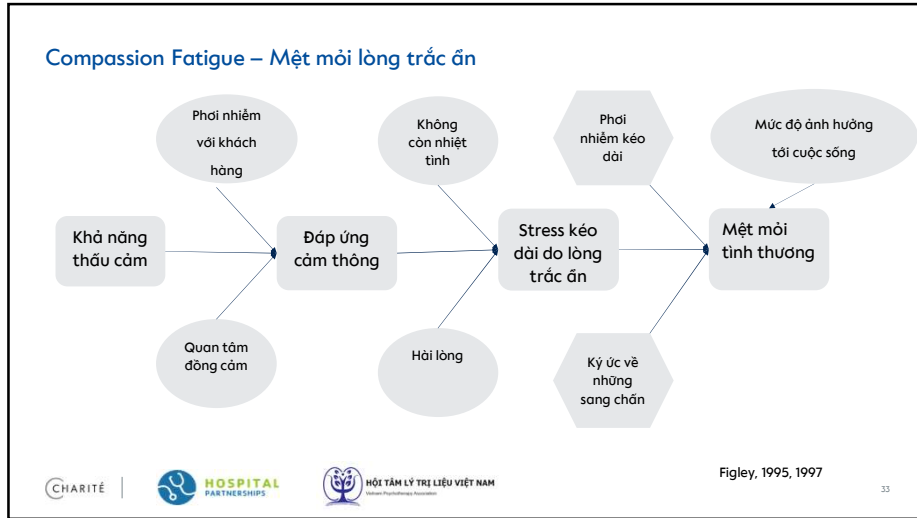 Compassion Fatigue – Mệt mỏi lòng trắc ẩn
Phơi nhiễm
với khách
hàng
Không
còn nhiệt
tình
Phơi
nhiễm kéo
dài
Mức độ ảnh hưởng
tới cuộc sống
Khả năng
thấu cảm
Đáp ứng
cảm thông
Stress kéo
dài do lòng
trắc ẩn
Mệt mỏi
tình thương
Quan tâm
đồng cảm
Hài lòng
Ký ức về
những
sang chấn
Figley, 1995, 1997
CHARITÉ
HOSPITAL
PARTNERSHIPS
HỘI TÂM LÝ TRỊ LIỆU VIỆT NAM
Vietnam Psychotherapy Association
33